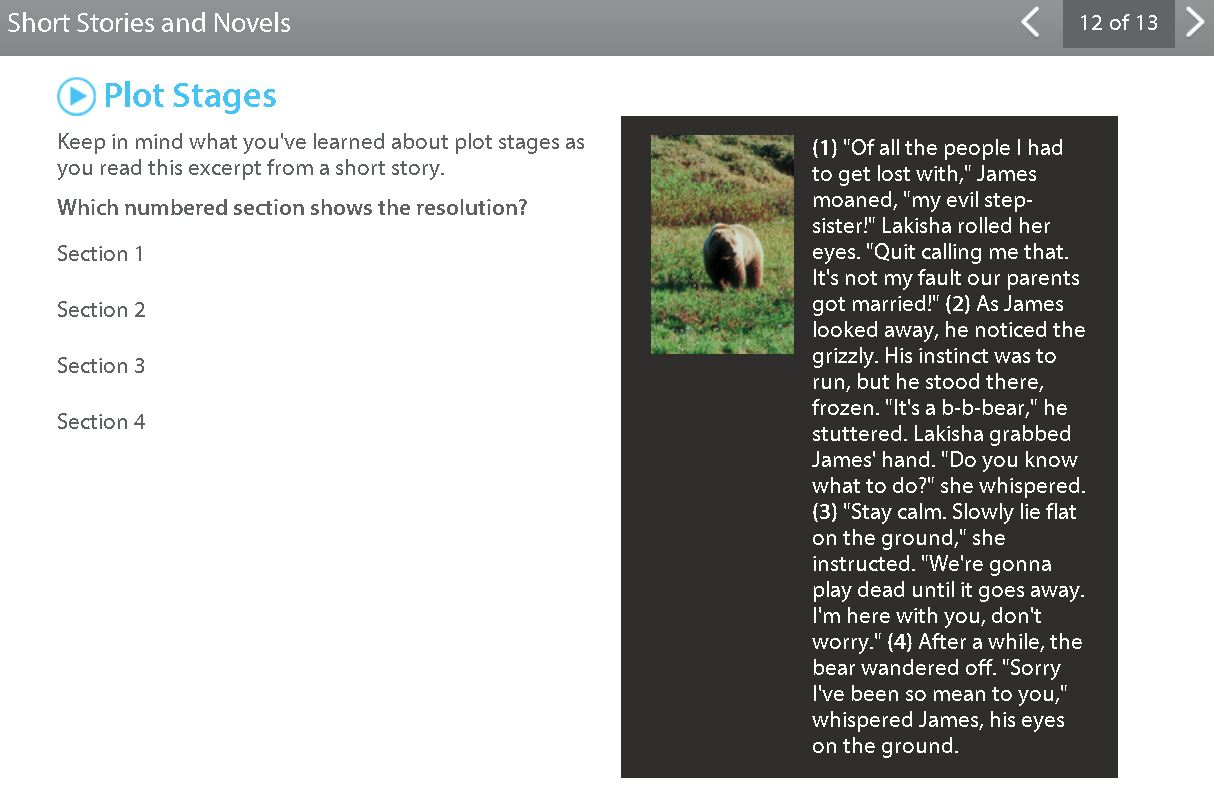 Short Stories and Novels
12 of 13
Plot Stages
Keep in mind what you've learned about plot stages as
you read this excerpt from a short story.
Which numbered section shows the resolution?
Section 1
Section 2
Section 3
Section 4
(1) "Of all the people I had
to get lost with," James
moaned, "my evil step-
sister!" Lakisha rolled her
eyes. "Quit calling me that.
It's not my fault our parents
got married!" (2) As James
looked away, he noticed the
grizzly. His instinct was to
run, but he stood there,
frozen. "It's a b-b-bear," he
stuttered. Lakisha grabbed
James' hand. "Do you know
what to do?" she whispered.
(3) "Stay calm. Slowly lie flat
on the ground," she
instructed. "We're gonna
play dead until it goes away.
I'm here with you, don't
worry." (4) After a while, the
bear wandered off. "Sorry
I've been so mean to you,"
whispered James, his eyes
on the ground.